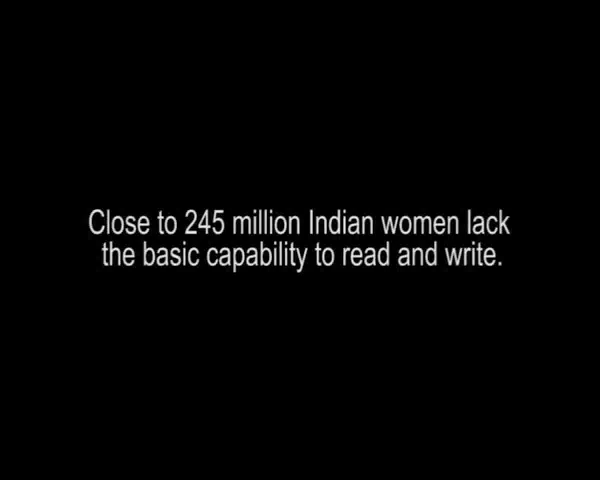 Close to 245 million Indian women lack
the basic capability to read and write.